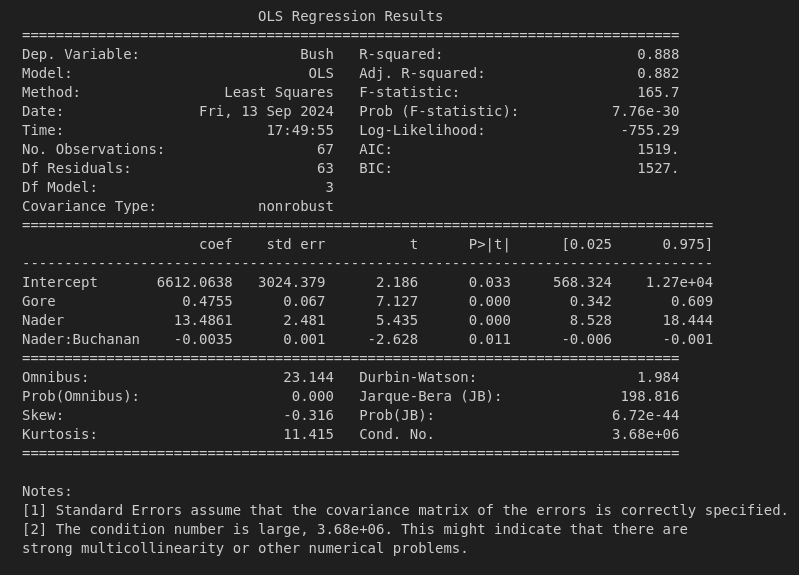 OLS Regression Results
==============================================================================
Dep. Variable:                   Bush   R-squared:                       0.888
Model:                            OLS   Adj. R-squared:                  0.882
Method:                 Least Squares   F-statistic:                     165.7
Date:                Fri, 13 Sep 2024   Prob (F-statistic):           7.76e-30
Time:                        17:49:55   Log-Likelihood:                -755.29
No. Observations:                  67   AIC:                             1519.
Df Residuals:                      63   BIC:                             1527.
Df Model:                           3
Covariance Type:            nonrobust
==================================================================================
                     coef    std err          t      P>|t|      [0.025      0.975]
----------------------------------------------------------------------------------
Intercept       6612.0638   3024.379      2.186      0.033     568.324    1.27e+04
Gore               0.4755      0.067      7.127      0.000       0.342       0.609
Nader             13.4861      2.481      5.435      0.000       8.528      18.444
Nader:Buchanan    -0.0035      0.001     -2.628      0.011      -0.006      -0.001
==============================================================================
Omnibus:                       23.144   Durbin-Watson:                   1.984
Prob(Omnibus):                  0.000   Jarque-Bera (JB):              198.816
Skew:                          -0.316   Prob(JB):                     6.72e-44
Kurtosis:                      11.415   Cond. No.                     3.68e+06
==============================================================================

Notes:
[1] Standard Errors assume that the covariance matrix of the errors is correctly specified.
[2] The condition number is large, 3.68e+06. This might indicate that there are
strong multicollinearity or other numerical problems.